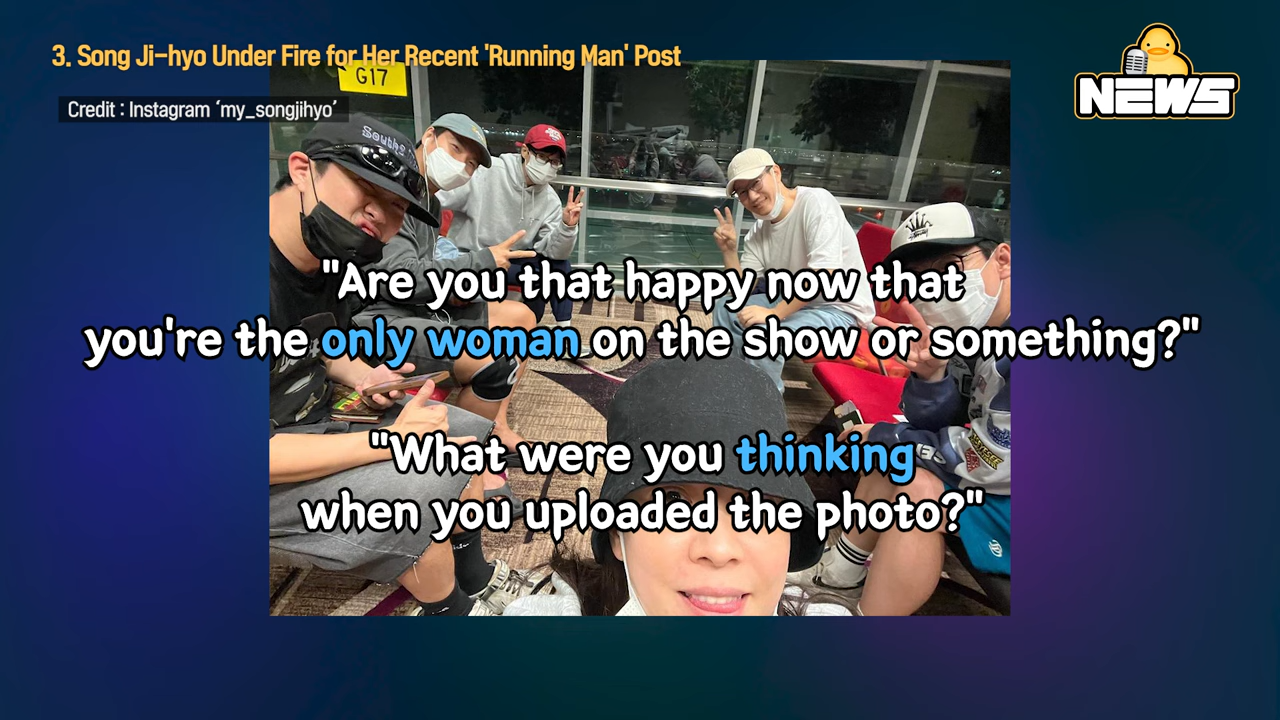 3. Song Ji-hyo Under Fire for Her Recent 'Running Man' Post
Credit : Instagram ‘my_songjihyo’
NEWS
G17
"Are you that happy now that
you're the only woman on the show or something?"
"What were you thinking
when you uploaded the photo?"